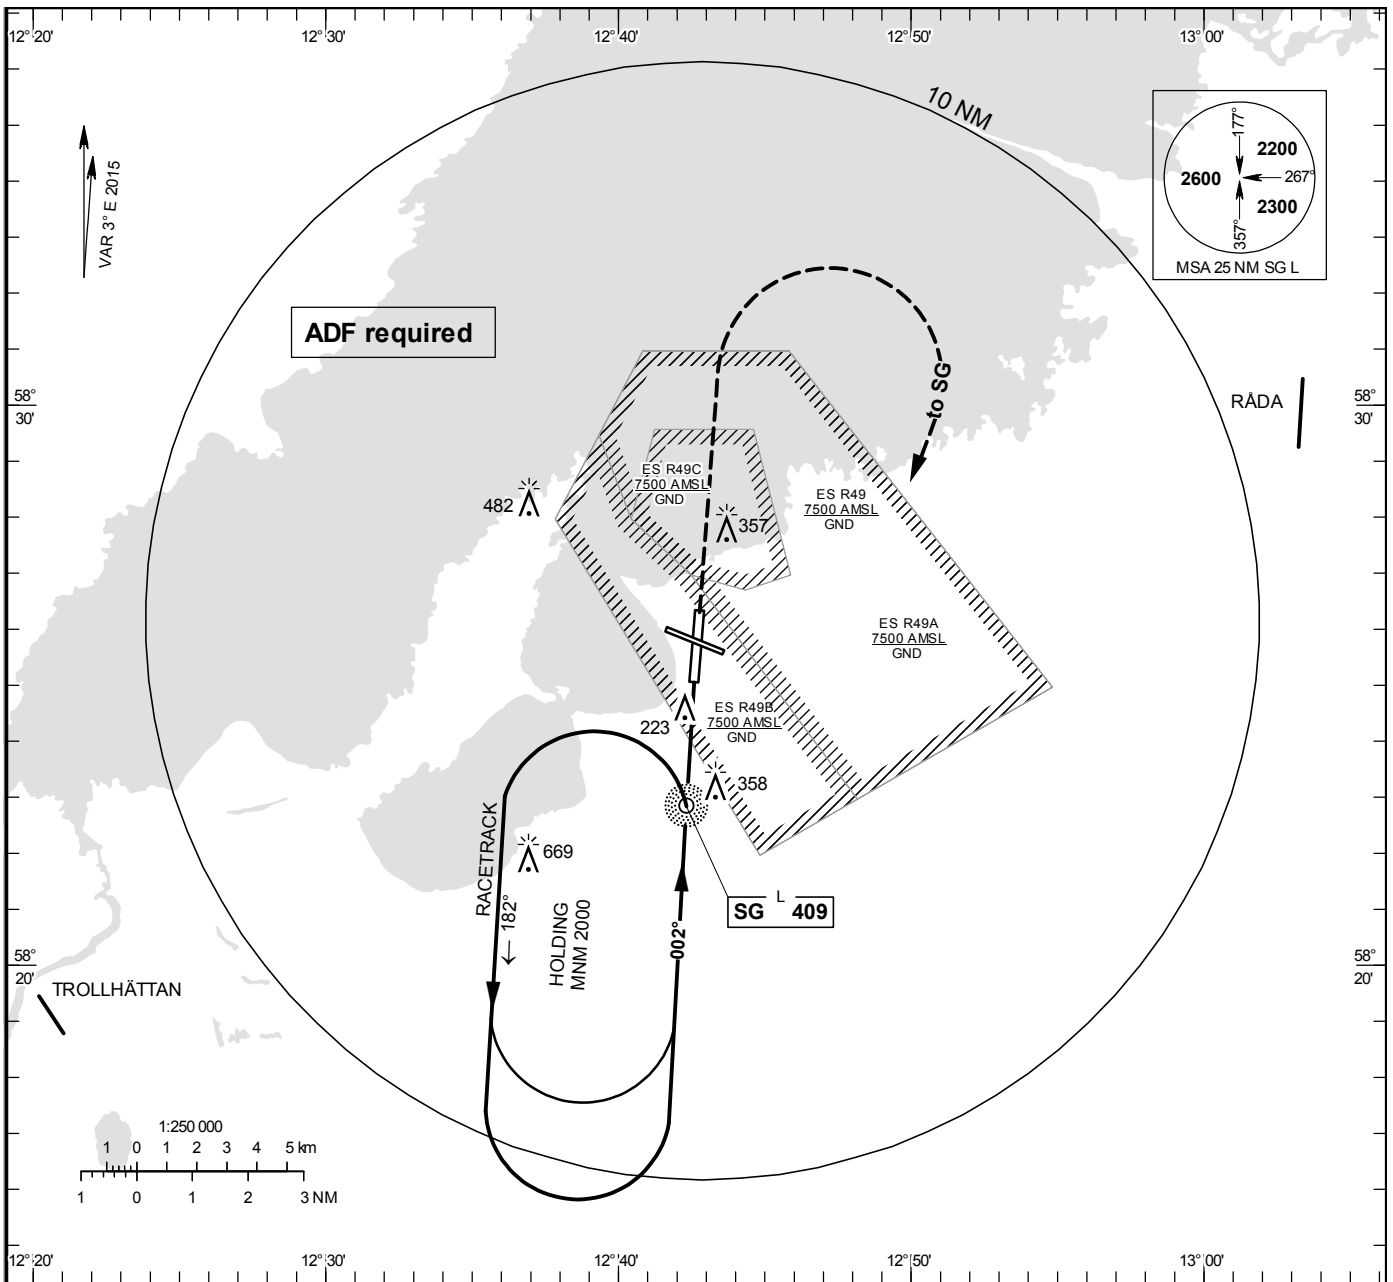 12°20'
12°30'
12°40'
12°50'
13°00'
10 NM
VAR 3° E 2015
177°
2200
2600
267°
2300
357°
MSA 25 NM SG L
ADF required
to SG
58°
30'
58°
30'
RÅDA
ES R49C
7500 AMSL
GND
ES R49
7500 AMSL
GND
482
357
ES R49A
7500 AMSL
GND
ES R49B
7500 AMSL
GND
223
358
RACETRACK
669
182°
HOLDING
MNM 2000
002°
SG L 409
58°
20'
58°
20'
TROLLHÄTTAN
1:250 000
1 0 1 2 3 4 5 km
1 0 1 2 3 NM
12°20'
12°30'
12°40'
12°50'
13°00'